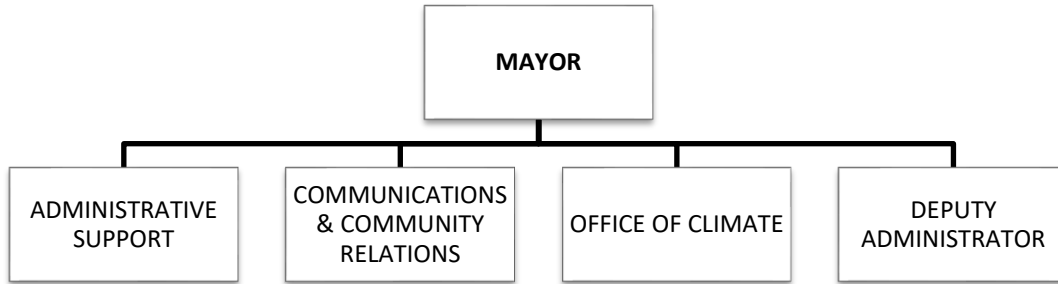 MAYOR
ADMINISTRATIVE
SUPPORT
COMMUNICATIONS
& COMMUNITY
RELATIONS
OFFICE OF CLIMATE
DEPUTY
ADMINISTRATOR